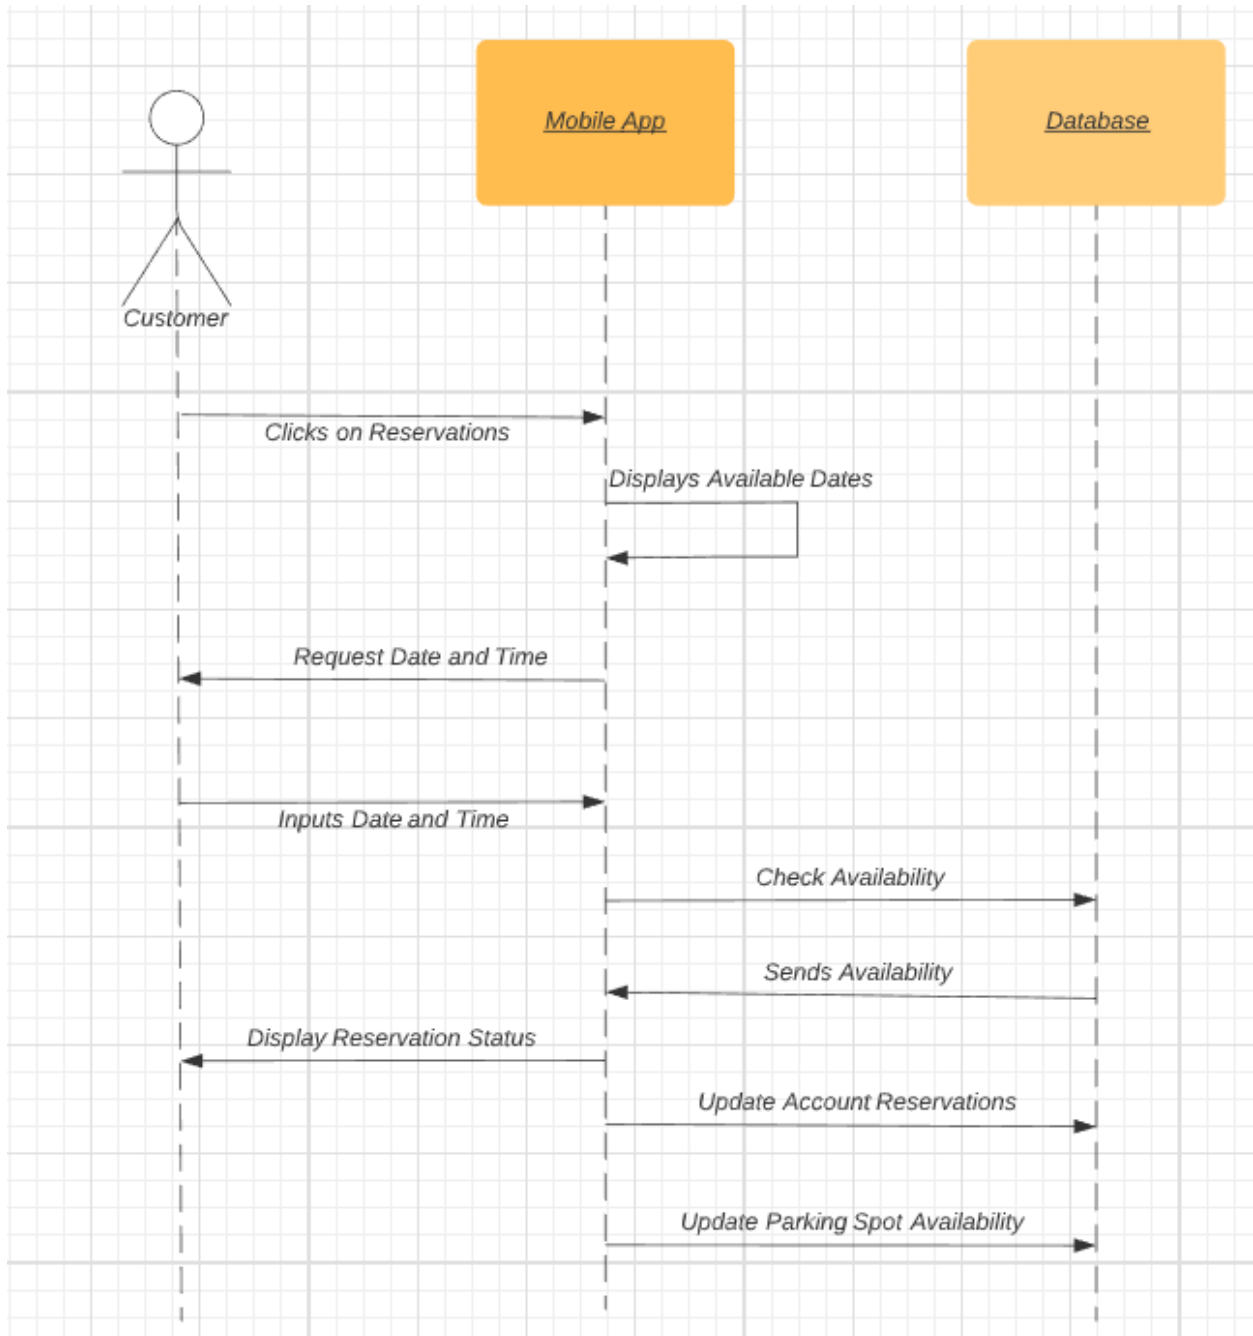 Mobile App
Database
Customer
Clicks on Reservations
Displays Available Dates
Request Date and Time
Inputs Date and Time
Check Availability
Sends Availability
Display Reservation Status
Update Account Reservations
Update Parking Spot Availability